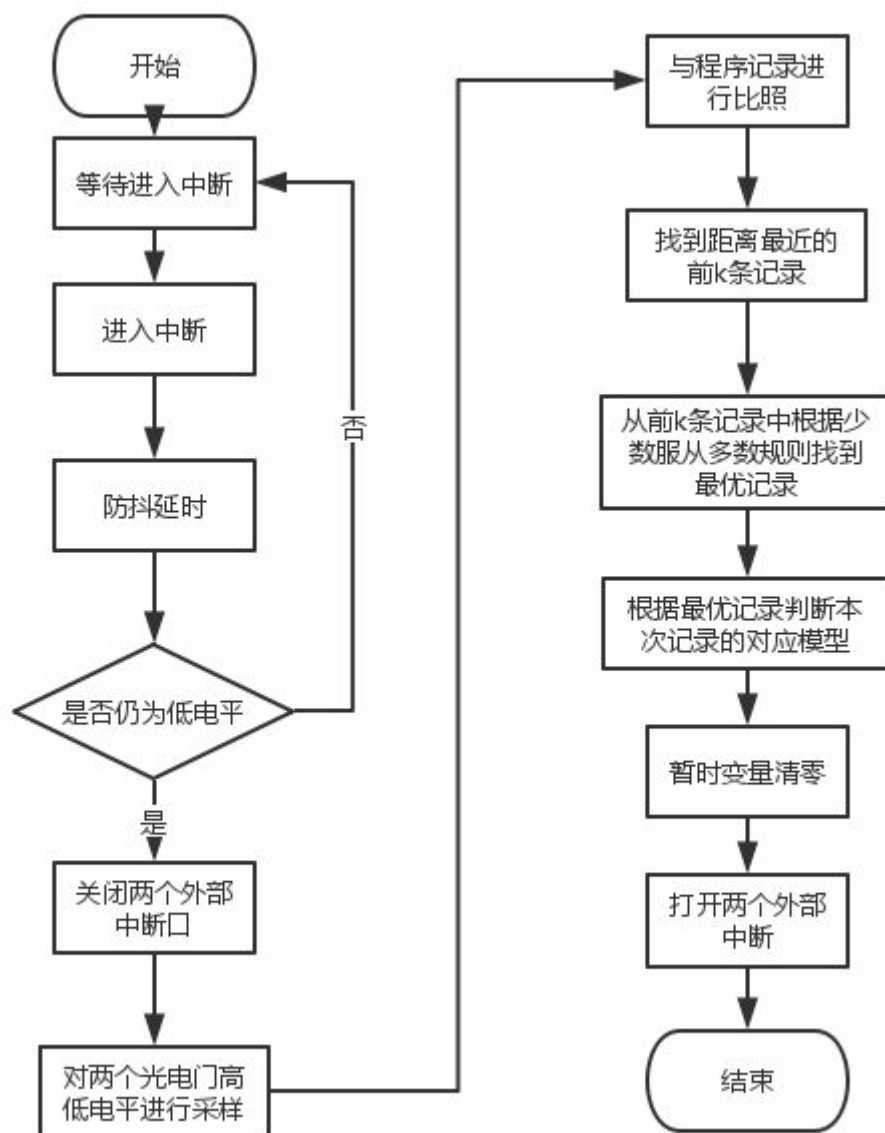 开始
等待进入中断
进入中断
防抖延时
否
是否仍为低电平
是
关闭两个外部
中断口
对两个光电门高
低电平进行采样
与程序记录进
行比照
找到距离最近的
前k条记录
从前k条记录中根据少
数服从多数规则找到
最优记录
根据最优记录判断本
次记录的对应模型
暂时变量清零
打开两个外部
中断
结束